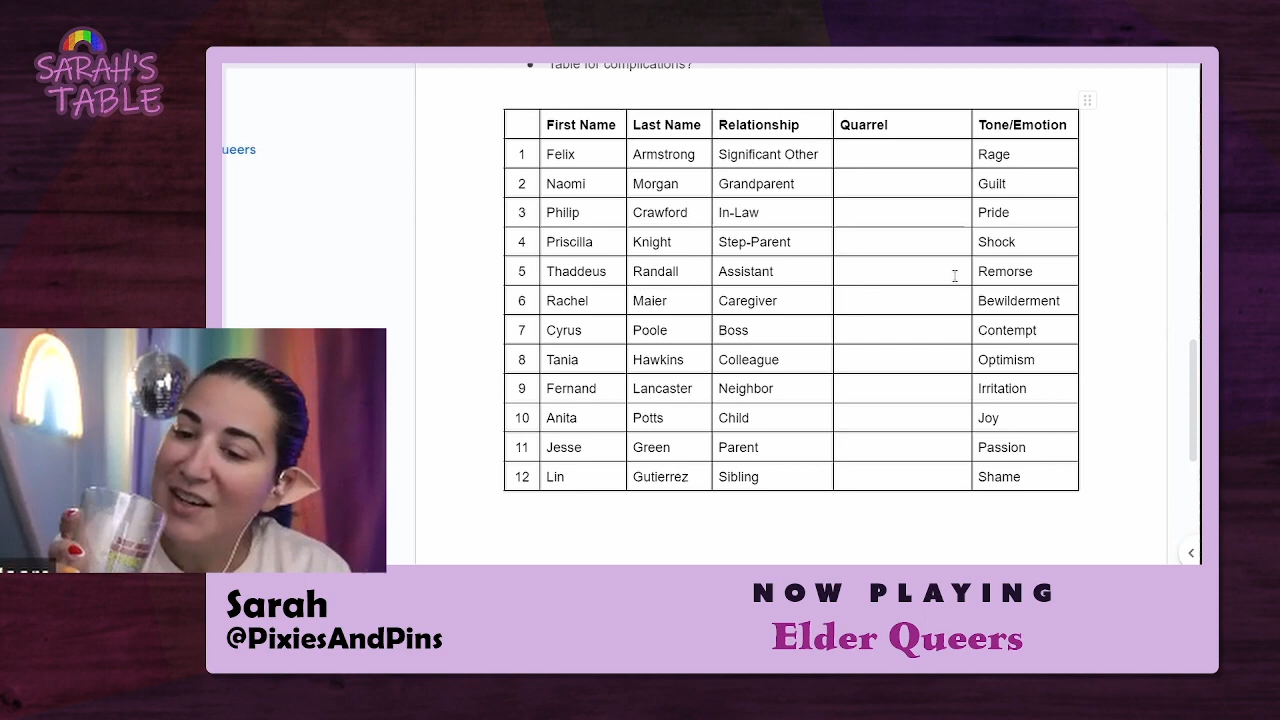 SARAH'S
TABLE
Table for complications?
ueers
First Name Last Name Relationship Quarrel Tone/Emotion
1 Felix Armstrong Significant Other Rage
2 Naomi Morgan Grandparent Guilt
3 Philip Crawford In-Law Pride
4 Priscilla Knight Step-Parent Shock
5 Thaddeus Randall Assistant Remorse
6 Rachel Maier Caregiver Bewilderment
7 Cyrus Poole Boss Contempt
8 Tania Hawkins Colleague Optimism
9 Fernand Lancaster Neighbor Irritation
10 Anita Potts Child Joy
11 Jesse Green Parent Passion
12 Lin Gutierrez Sibling Shame
Sarah
@PixiesAndPins
NOW PLAYING
Elder Queers